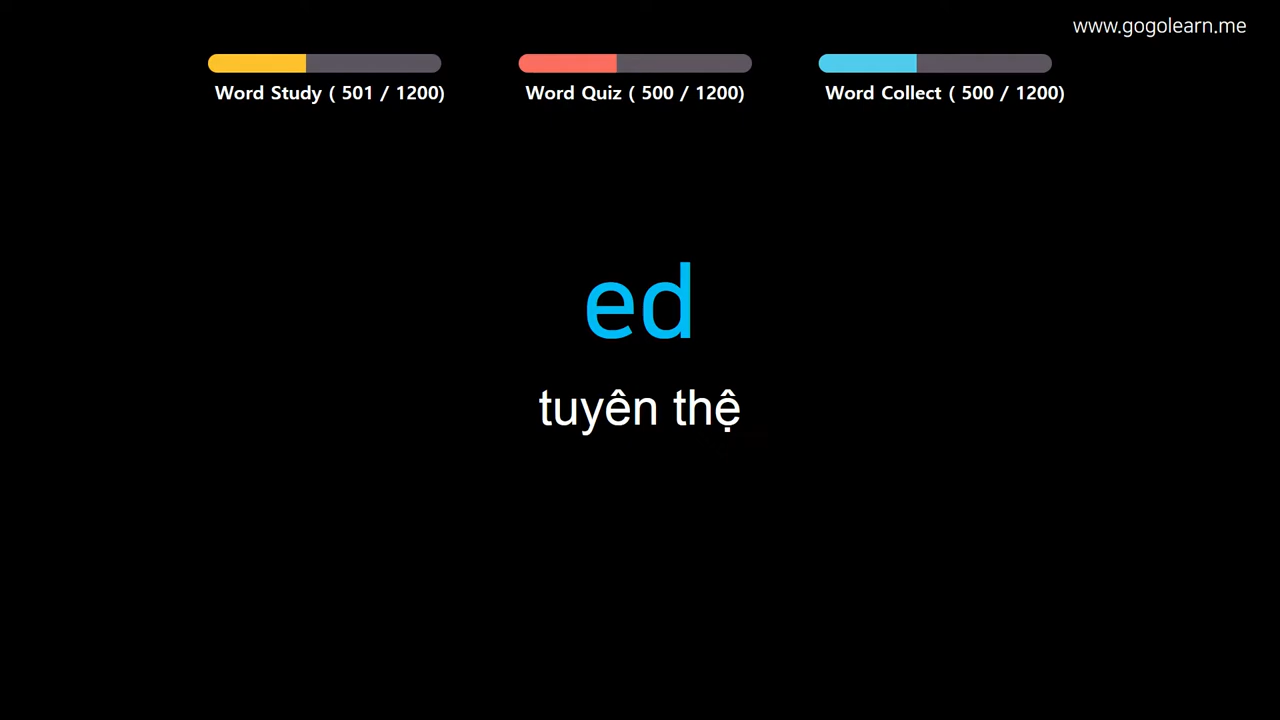 www.gogolearn.me
Word Study ( 501 / 1200)
Word Quiz ( 500 / 1200)
Word Collect ( 500 / 1200)
ed
tuyên thệ